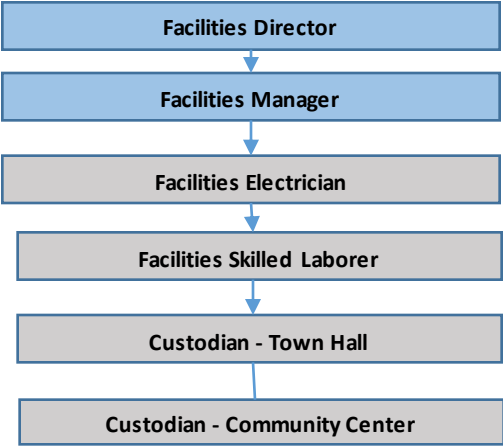 Facilities Director
Facilities Manager
Facilities Electrician
Facilities Skilled Laborer
Custodian - Town Hall
Custodian - Community Center